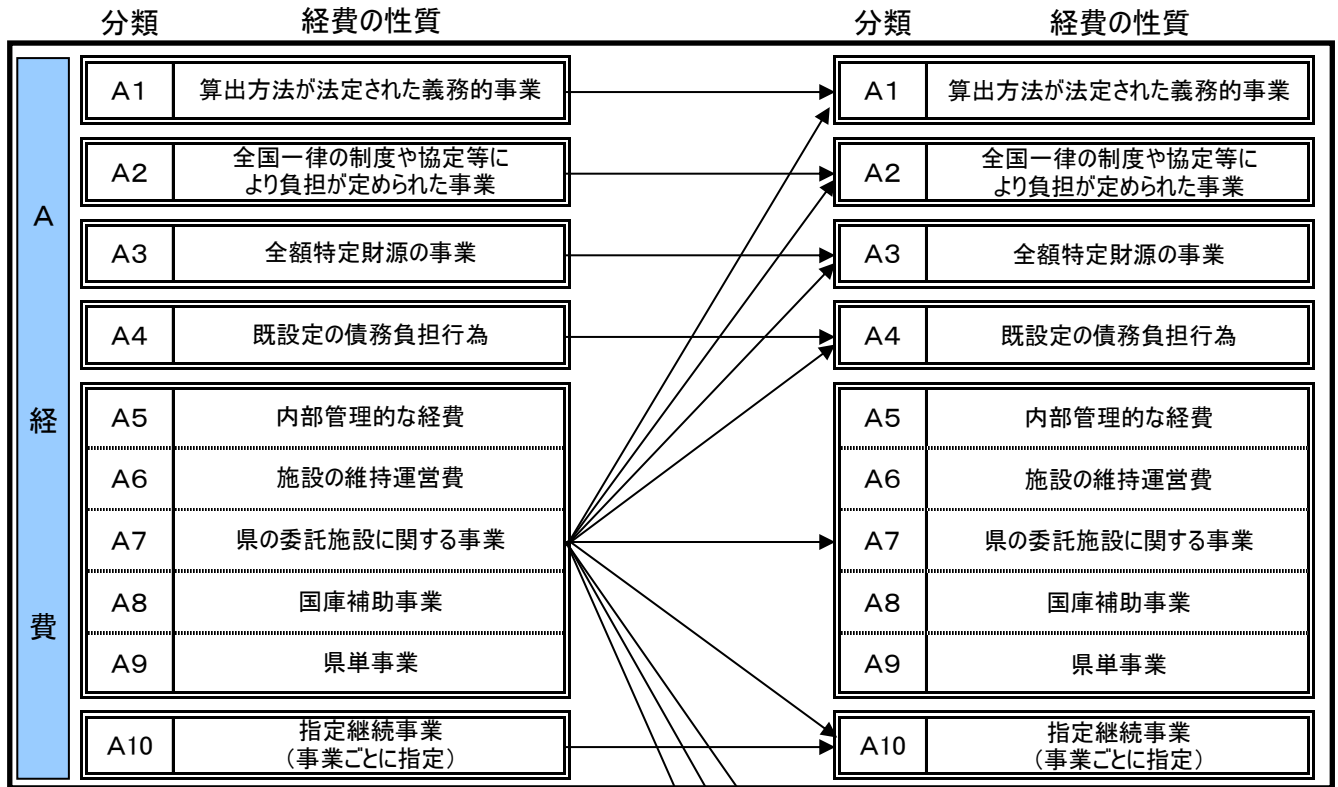 分類 経費の性質 分類 経費の性質
A1 算出方法が法定された義務的事業 A1 算出方法が法定された義務的事業
A2 全国一律の制度や協定等に
より負担が定められた事業
A2 全国一律の制度や協定等に
より負担が定められた事業
A
経
費
A3 全額特定財源の事業 A3 全額特定財源の事業
A4 既設定の債務負担行為 A4 既設定の債務負担行為
A5 内部管理的な経費 A5 内部管理的な経費
A6 施設の維持運営費 A6 施設の維持運営費
A7 県の委託施設に関する事業 A7 県の委託施設に関する事業
A8 国庫補助事業 A8 国庫補助事業
A9 県単事業 A9 県単事業
A10 指定継続事業
（事業ごとに指定）
A10 指定継続事業
（事業ごとに指定）